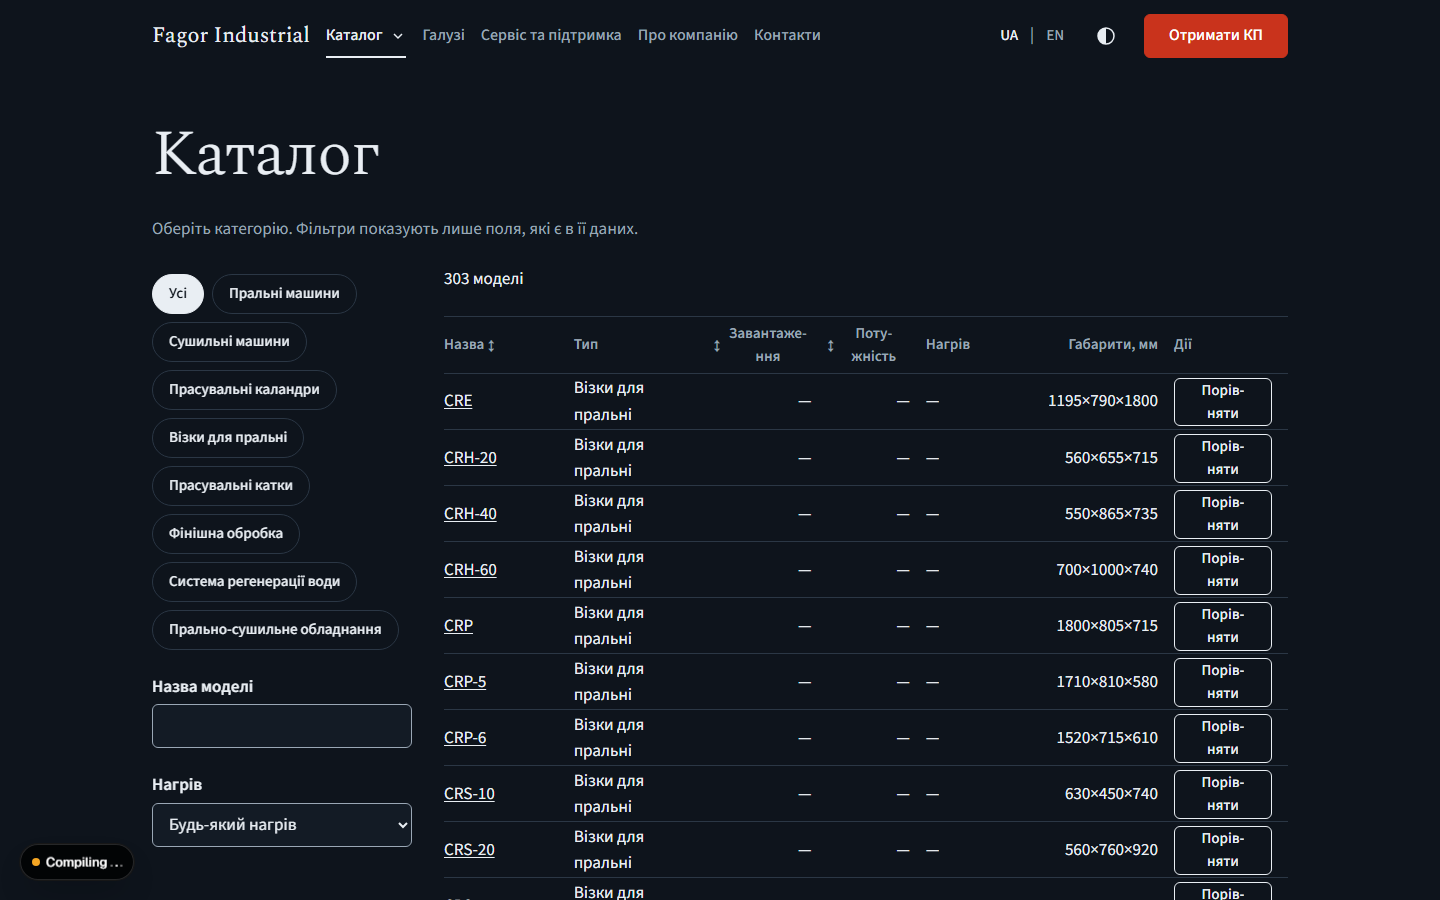 Fagor Industrial
Каталог
Галузі
Сервіс та підтримка
Про компанію
Контакти
UA
EN
Отримати КП
Каталог
Оберіть категорію. Фільтри показують лише поля, які є в її даних.
Усі
Пральні машини
Сушильні машини
Прасувальні каландри
Візки для пральні
Прасувальні катки
Фінішна обробка
Система регенерації води
Прально-сушильне обладнання
Назва моделі
Нагрів
Будь-який нагрів
Compiling ...
303 моделі
Назва ↕ Тип ↕ Завантаже-
ння ↕ Поту-
жність Нагрів Габарити, мм Дії
CRE Візки для
пральні — — — 1195×790×1800 Порів-
няти
CRH-20 Візки для
пральні — — — 560×655×715 Порів-
няти
CRH-40 Візки для
пральні — — — 550×865×735 Порів-
няти
CRH-60 Візки для
пральні — — — 700×1000×740 Порів-
няти
CRP Візки для
пральні — — — 1800×805×715 Порів-
няти
CRP-5 Візки для
пральні — — — 1710×810×580 Порів-
няти
CRP-6 Візки для
пральні — — — 1520×715×610 Порів-
няти
CRS-10 Візки для
пральні — — — 630×450×740 Порів-
няти
CRS-20 Візки для
пральні — — — 560×760×920 Порів-
няти
Візки для
Порів-